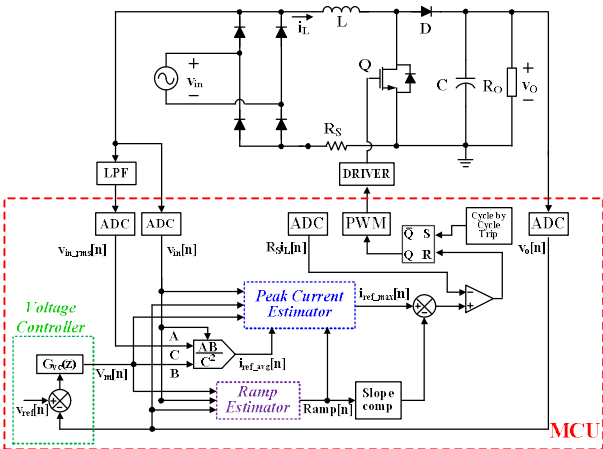 i_L
L
D
+
v_in
−
Q
C
R_O
+
v_O
−
R_S
LPF
DRIVER
ADC
ADC
ADC
PWM
Q̄ S
Q R
Cycle by
Cycle
Trip
ADC
v_in_rms[n]
v_in[n]
R_S i_L[n]
v_o[n]
Voltage
Controller
Peak Current
Estimator
i_ref_max[n]
−
+
−
+
A
C
B
AB
C²
i_ref_avg[n]
G_vc(z)
V_m[n]
v_ref[n]
+
−
Ramp
Estimator
Ramp[n]
Slope
comp
MCU